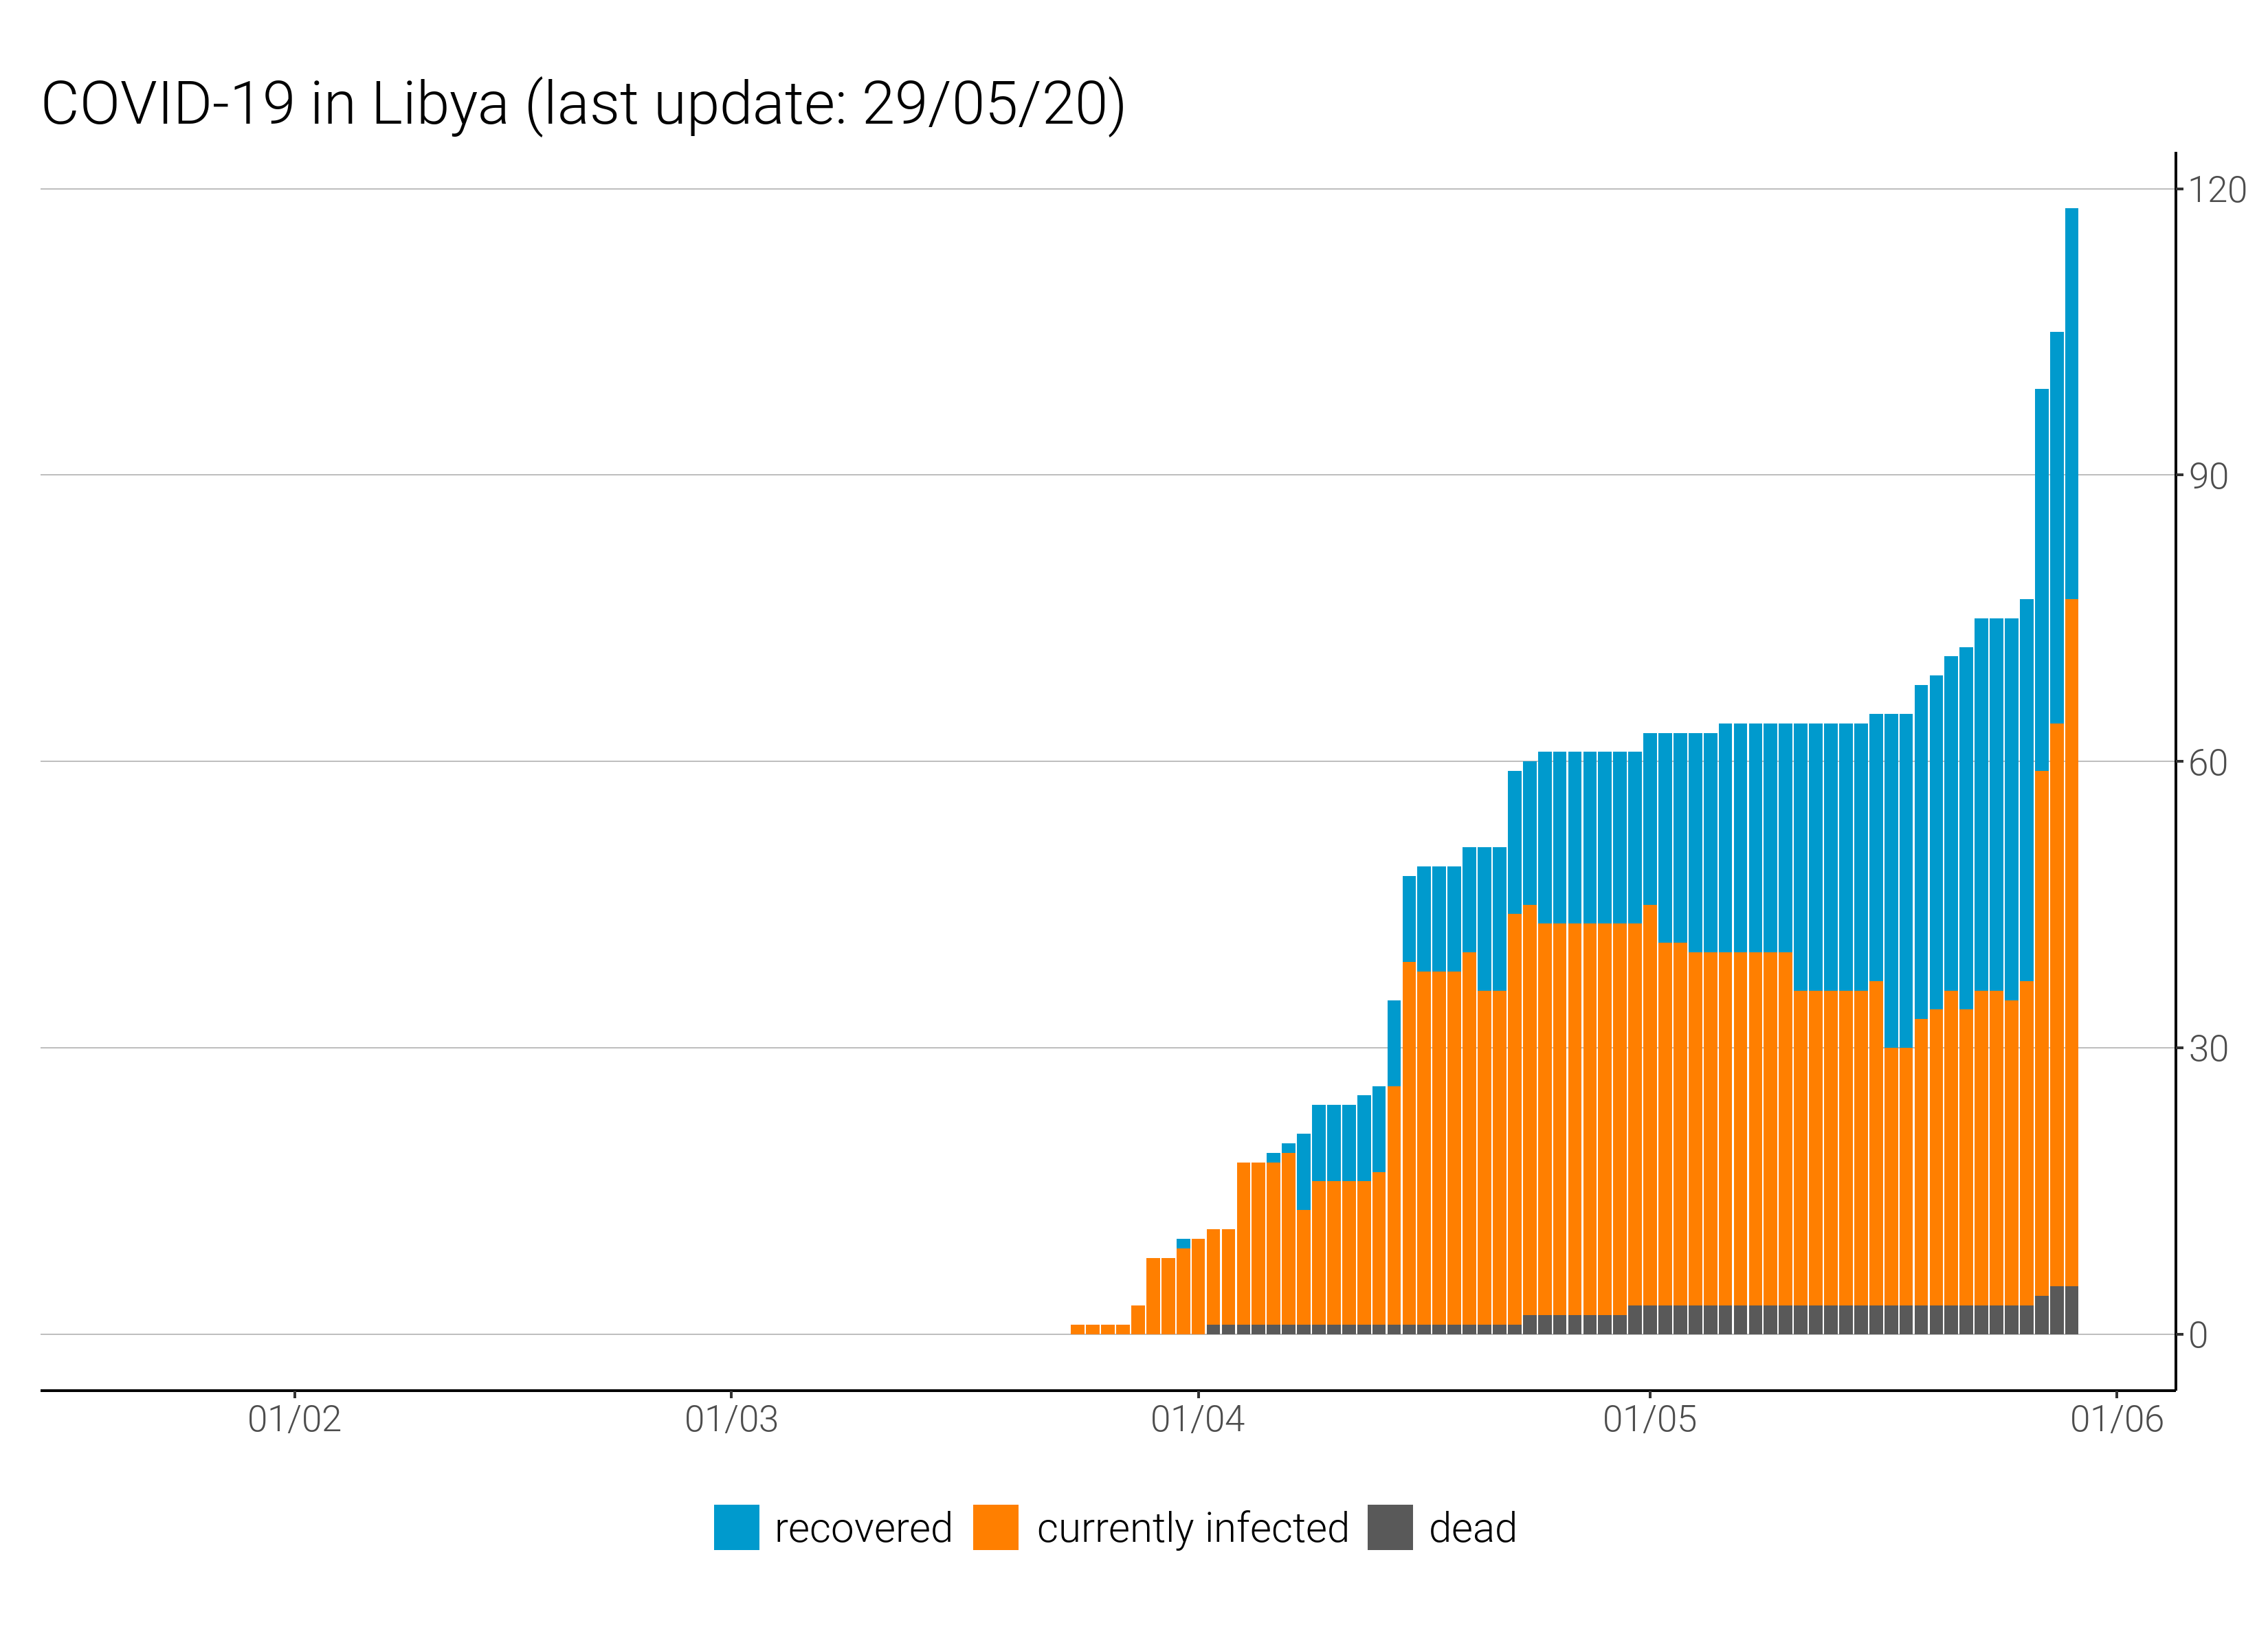 COVID-19 in Libya (last update: 29/05/20)
120
90
60
30
0
01/02 01/03 01/04 01/05 01/06
recovered currently infected dead